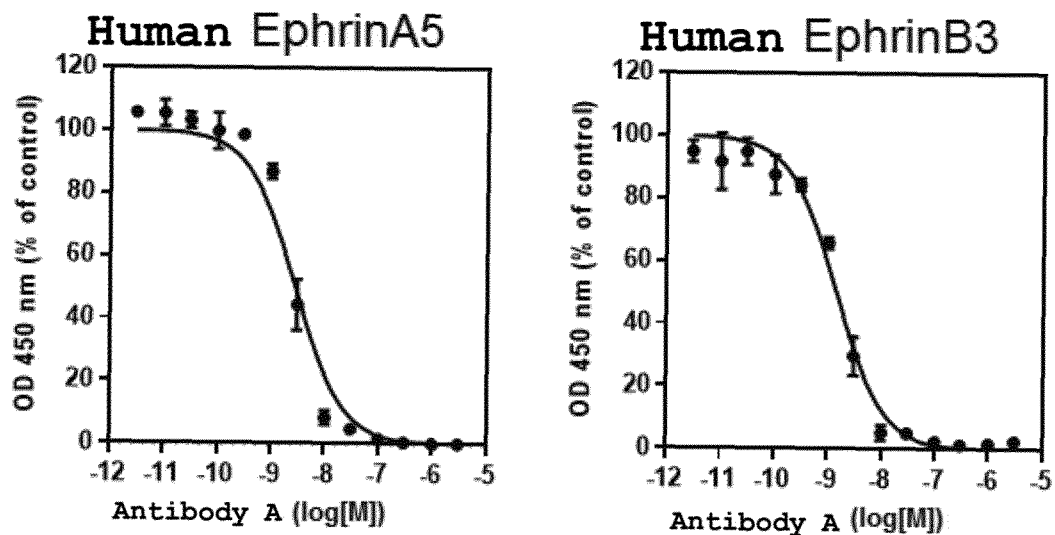 Human EphrinA5
OD 450 nm (% of control)
120
100
80
60
40
20
0
-12 -11 -10 -9 -8 -7 -6 -5
Antibody A (log[M])
Human EphrinB3
OD 450 nm (% of control)
120
100
80
60
40
20
0
-12 -11 -10 -9 -8 -7 -6 -5
Antibody A (log[M])